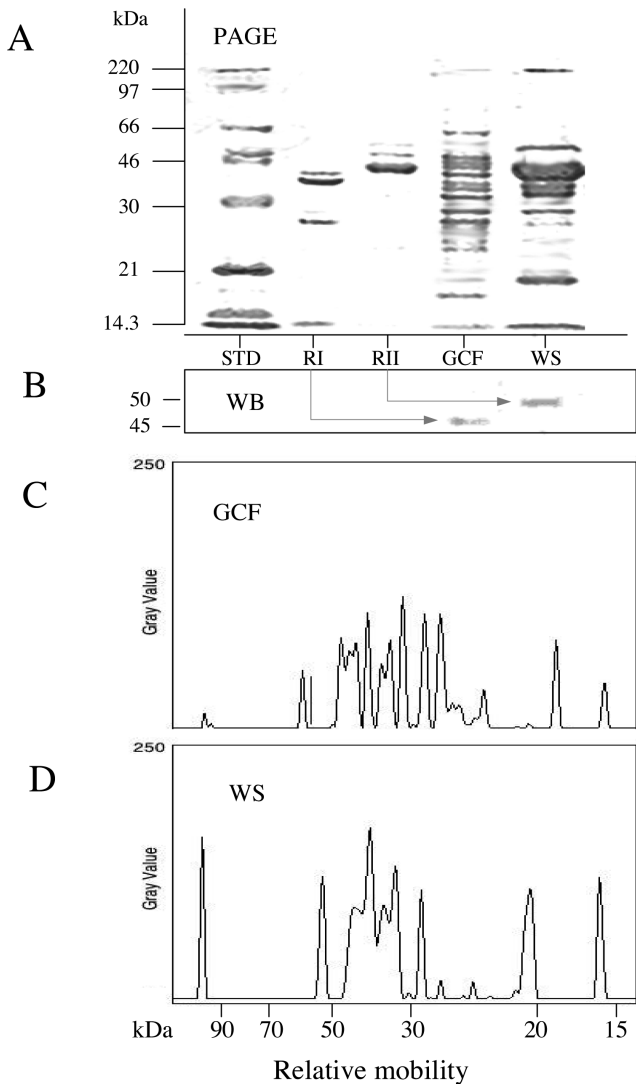 A
kDa
PAGE
220
97
66
46
30
21
14.3
STD RI RII GCF WS
B
WB
50
45
C
250
GCF
Gray Value
D
250
WS
Gray Value
kDa 90 70 50 30 20 15
Relative mobility